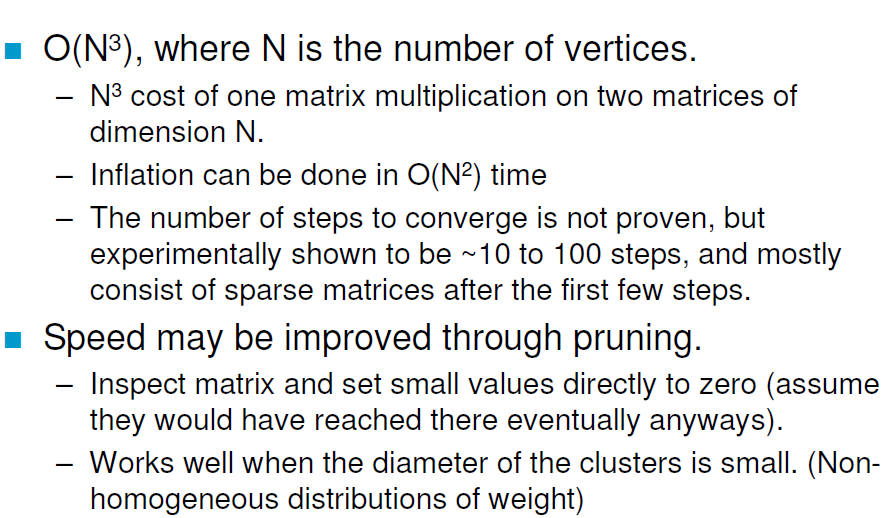 ■ O(N³), where N is the number of vertices.
– N³ cost of one matrix multiplication on two matrices of
dimension N.
– Inflation can be done in O(N²) time
– The number of steps to converge is not proven, but
experimentally shown to be ~10 to 100 steps, and mostly
consist of sparse matrices after the first few steps.
■ Speed may be improved through pruning.
– Inspect matrix and set small values directly to zero (assume
they would have reached there eventually anyways).
– Works well when the diameter of the clusters is small. (Non-
homogeneous distributions of weight)